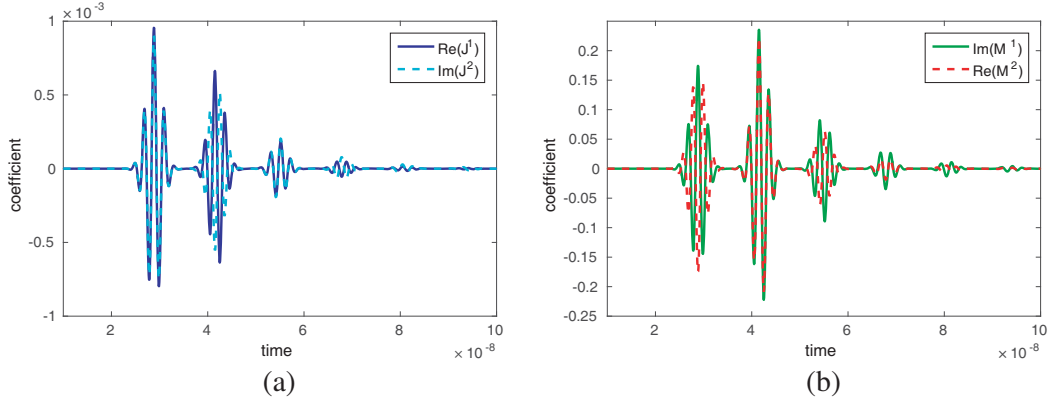 1 × 10⁻³
Re(J¹)
Im(J²)
0.5
0
-0.5
-1
coefficient
2 4 6 8 10
time
× 10⁻⁸
(a)
Im(M ¹)
Re(M ²)
0.2
0.15
0.1
0.05
0
-0.05
-0.1
-0.15
-0.2
-0.25
coefficient
2 4 6 8 10
time
× 10⁻⁸
(b)